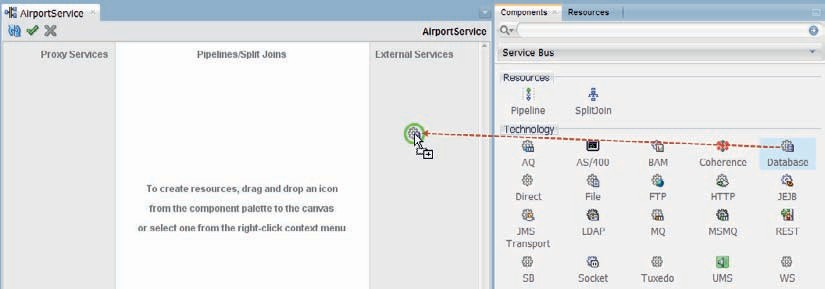 AirportService
AirportService
Proxy Services
Pipelines/Split Joins
External Services
To create resources, drag and drop an icon
from the component palette to the canvas
or select one from the right-click context menu
Components
Resources
Service Bus
Resources
Pipeline
SplitJoin
Technology
AQ
AS/400
BAM
Coherence
Database
Direct
File
FTP
HTTP
JEJB
JMS
Transport
LDAP
MQ
MSMQ
REST
SB
Socket
Tuxedo
UMS
WS